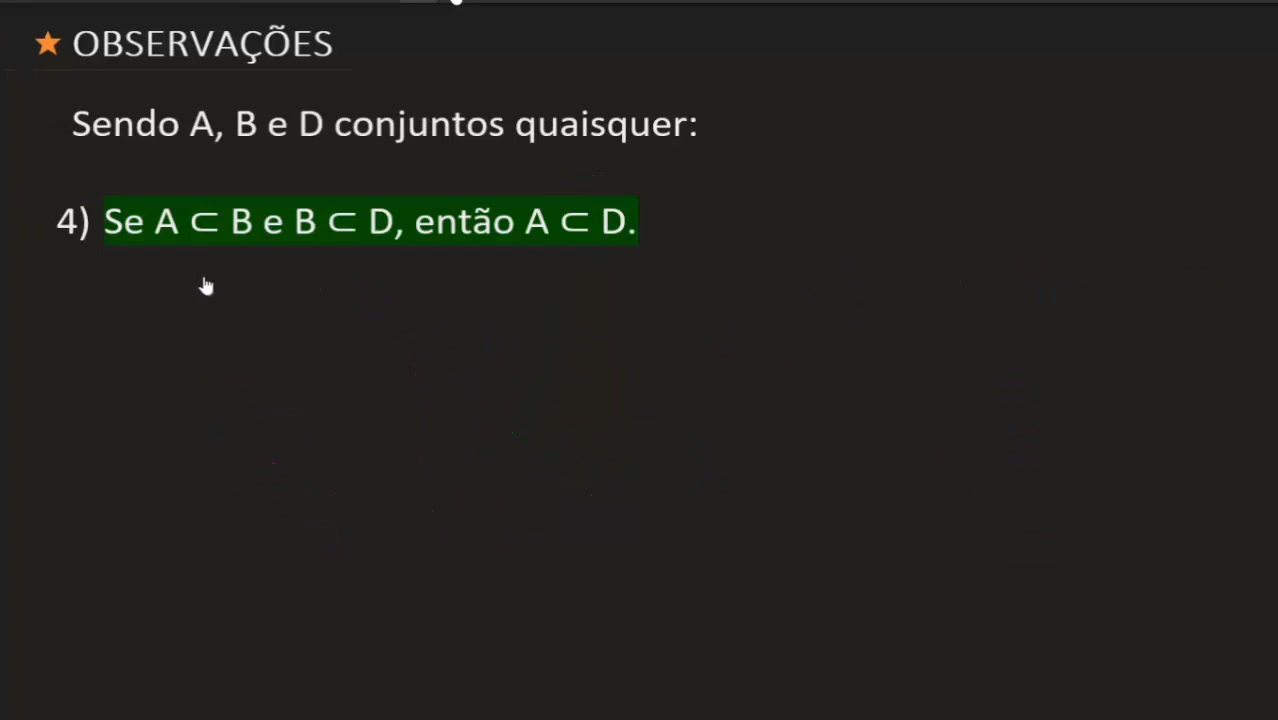 ★ OBSERVAÇÕES
Sendo A, B e D conjuntos quaisquer:
4) Se A ⊂ B e B ⊂ D, então A ⊂ D.